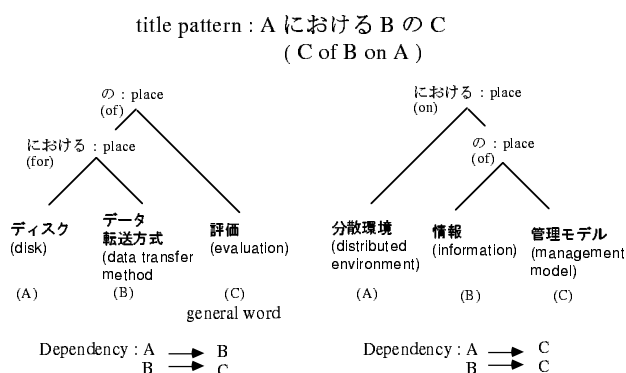 title pattern : A における B の C
( C of B on A )
の : place
(of)
における : place
(for)
ディスク
(disk)
データ
転送方式
(data transfer
method
評価
(evaluation)
(A)
(B)
(C)
general word
Dependency : A → B
B → C
における : place
(on)
の : place
(of)
分散環境
(distributed
environment)
情報
(information)
管理モデル
(management
model)
(A)
(B)
(C)
Dependency : A → C
B → C